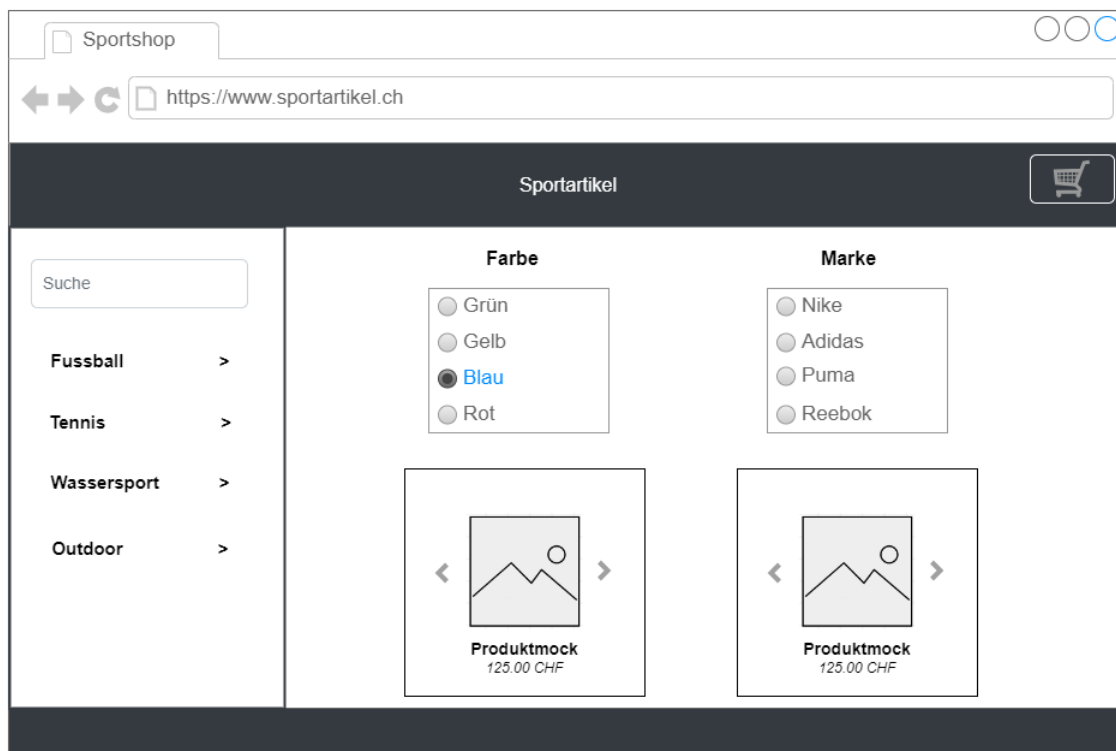 Sportshop
https://www.sportartikel.ch
Sportartikel
Suche
Fussball >
Tennis >
Wassersport >
Outdoor >
Farbe
Grün
Gelb
Blau
Rot
Marke
Nike
Adidas
Puma
Reebok
Produktmock
125.00 CHF
Produktmock
125.00 CHF